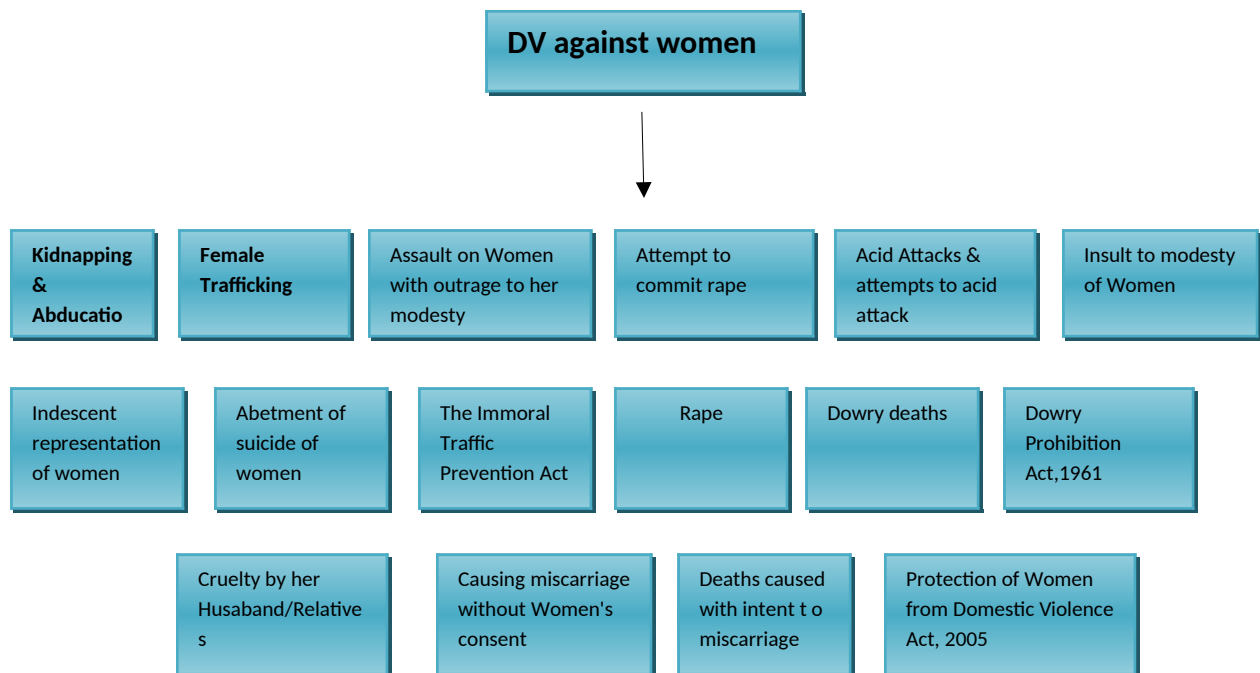 DV against women
Kidnapping
&
Abducatio
Female
Trafficking
Assault on Women
with outrage to her
modesty
Attempt to
commit rape
Acid Attacks &
attempts to acid
attack
Insult to modesty
of Women
Indescent
representation
of women
Abetment of
suicide of
women
The Immoral
Traffic
Prevention Act
Rape
Dowry deaths
Dowry
Prohibition
Act,1961
Cruelty by her
Husaband/Relative
s
Causing miscarriage
without Women's
consent
Deaths caused
with intent t o
miscarriage
Protection of Women
from Domestic Violence
Act, 2005